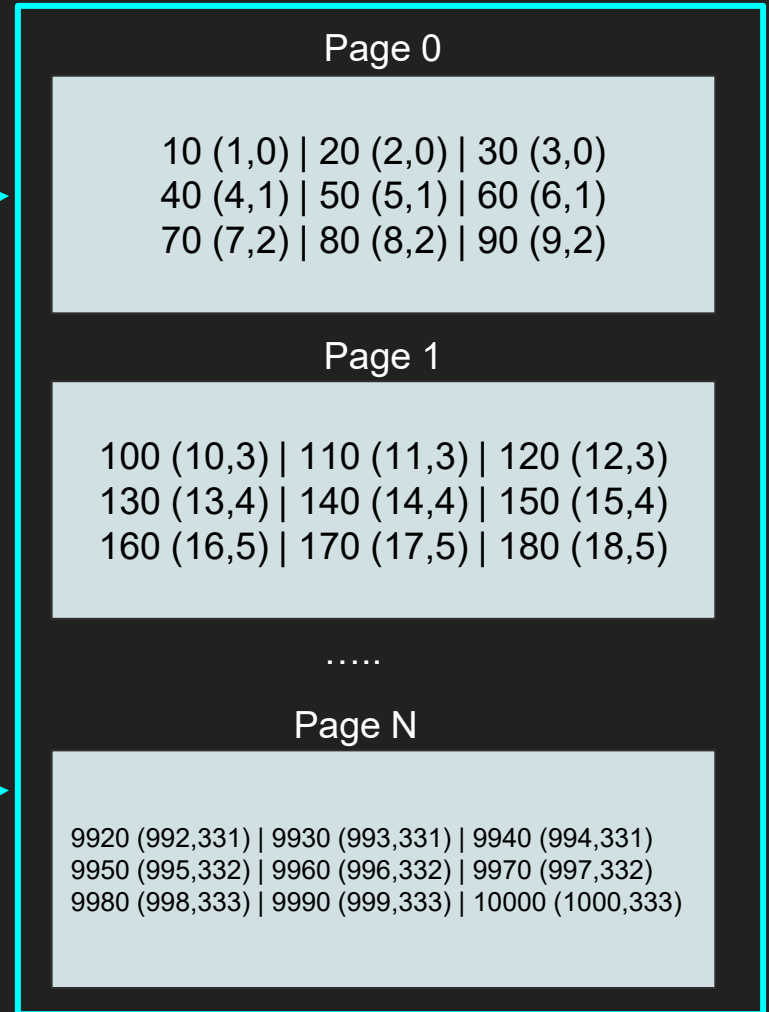 Page 0
10 (1,0) | 20 (2,0) | 30 (3,0)
40 (4,1) | 50 (5,1) | 60 (6,1)
70 (7,2) | 80 (8,2) | 90 (9,2)
Page 1
100 (10,3) | 110 (11,3) | 120 (12,3)
130 (13,4) | 140 (14,4) | 150 (15,4)
160 (16,5) | 170 (17,5) | 180 (18,5)
…..
Page N
9920 (992,331) | 9930 (993,331) | 9940 (994,331)
9950 (995,332) | 9960 (996,332) | 9970 (997,332)
9980 (998,333) | 9990 (999,333) | 10000 (1000,333)